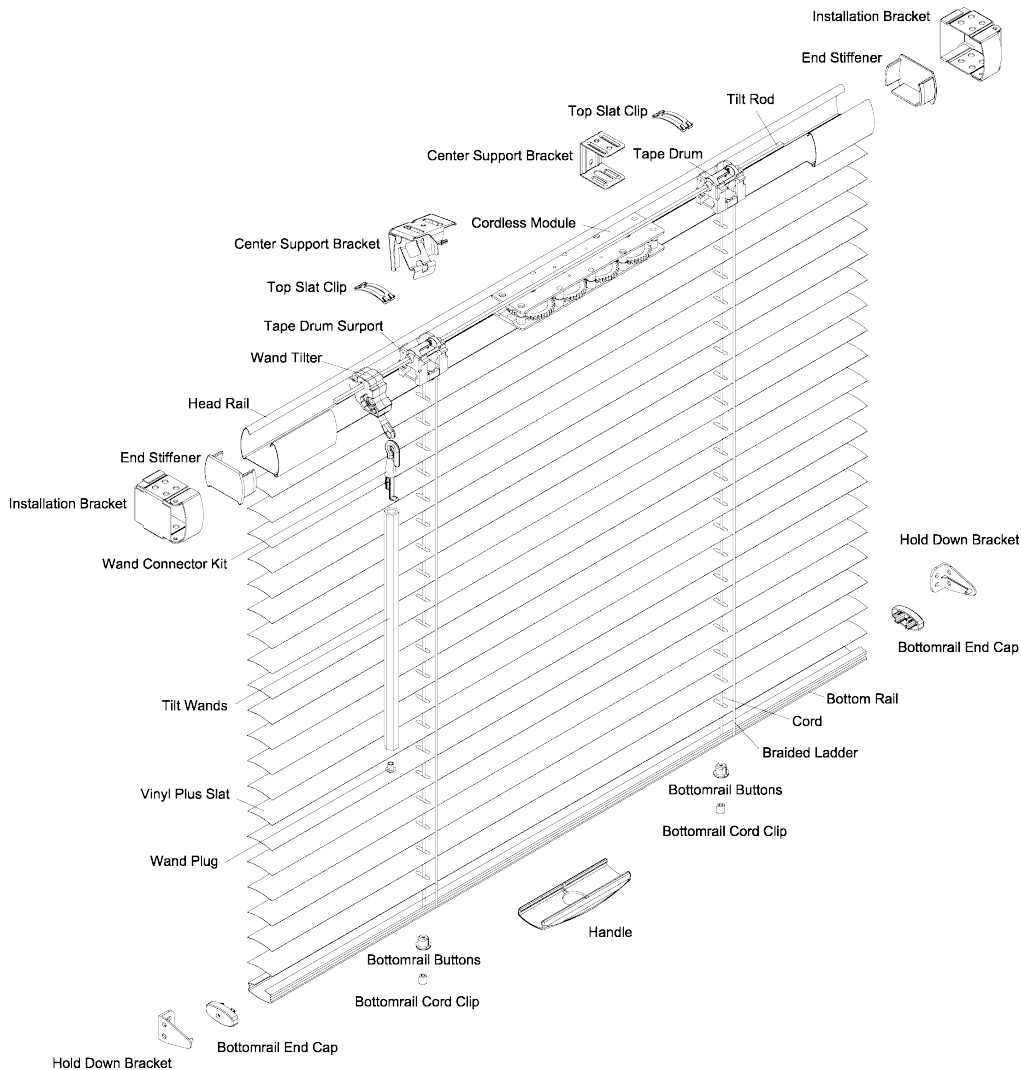 Installation Bracket
End Stiffener
Tilt Rod
Top Slat Clip
Center Support Bracket
Tape Drum
Cordless Module
Center Support Bracket
Top Slat Clip
Tape Drum Surport
Wand Tilter
Head Rail
End Stiffener
Installation Bracket
Hold Down Bracket
Wand Connector Kit
Bottomrail End Cap
Bottom Rail
Tilt Wands
Cord
Braided Ladder
Bottomrail Buttons
Vinyl Plus Slat
Bottomrail Cord Clip
Wand Plug
Handle
Bottomrail Buttons
Bottomrail Cord Clip
Bottomrail End Cap
Hold Down Bracket